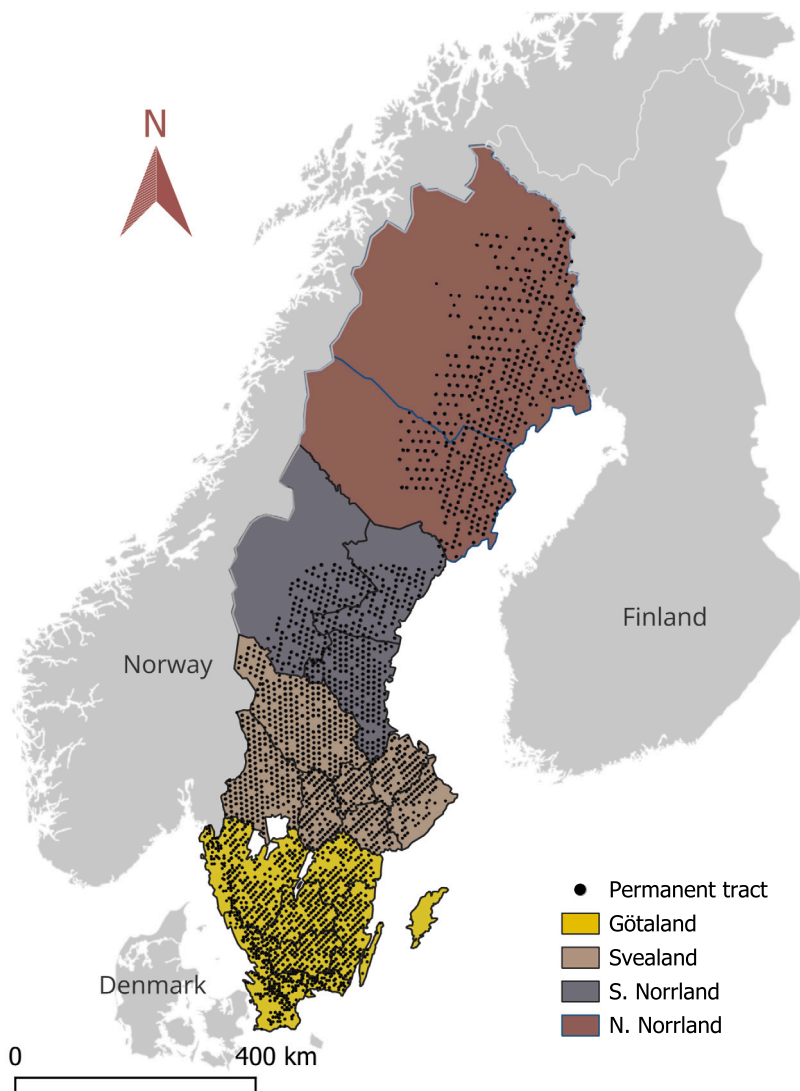 N
Finland
Norway
Permanent tract
Götaland
Svealand
Denmark
S. Norrland
N. Norrland
0 400 km